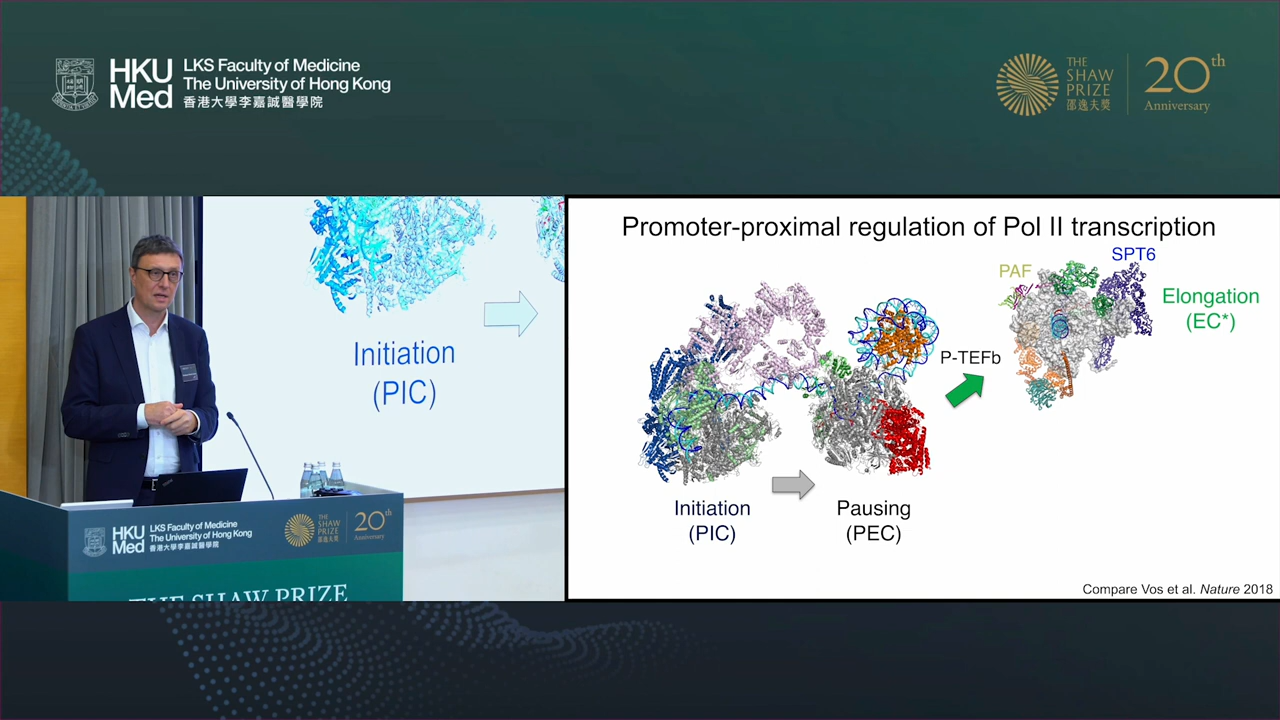 HKU Med
LKS Faculty of Medicine
The University of Hong Kong
香港大學李嘉誠醫學院
THE SHAW PRIZE
邵逸夫獎
20th
Anniversary
Initiation
(PIC)
HKU Med
LKS Faculty of Medicine
The University of Hong Kong
香港大學李嘉誠醫學院
THE SHAW PRIZE
20th
Anniversary
THE SHAW PRIZE
Promoter-proximal regulation of Pol II transcription
PAF
SPT6
Elongation
(EC*)
P-TEFb
Initiation
(PIC)
Pausing
(PEC)
Compare Vos et al. Nature 2018